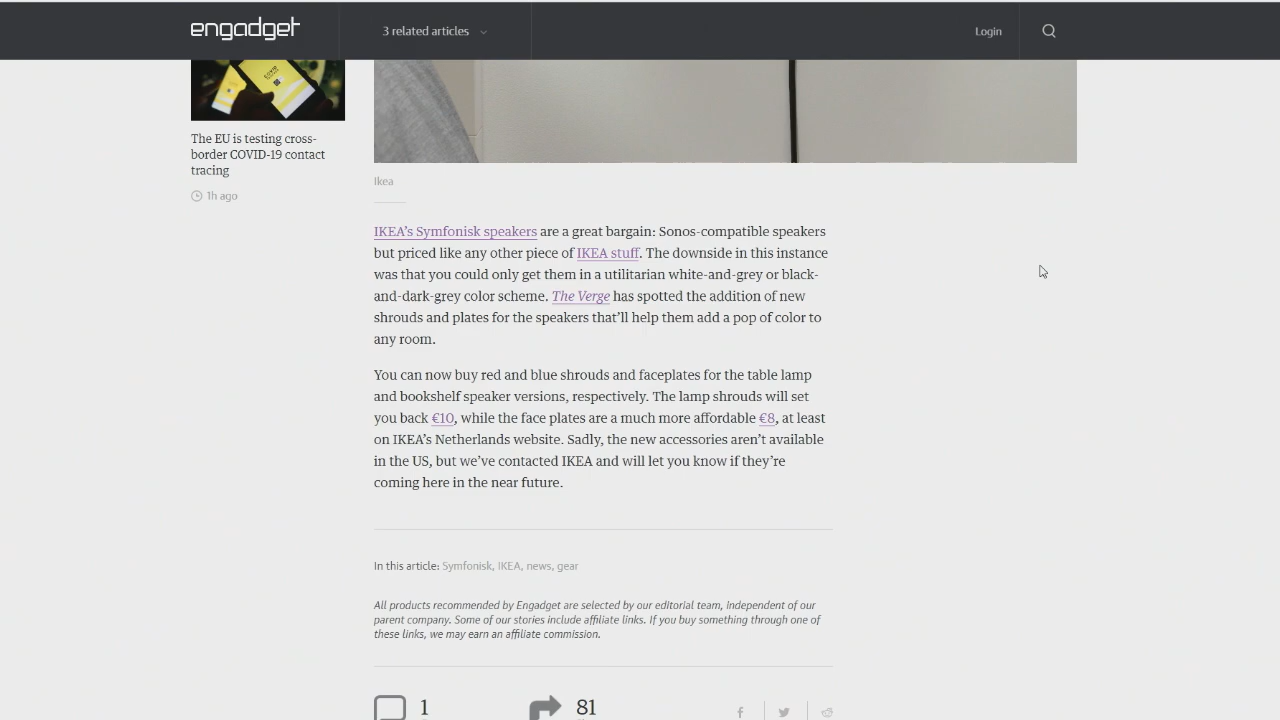 engadget
3 related articles
Login
The EU is testing cross-
border COVID-19 contact
tracing
1h ago
Ikea
IKEA’s Symfonisk speakers are a great bargain: Sonos-compatible speakers
but priced like any other piece of IKEA stuff. The downside in this instance
was that you could only get them in a utilitarian white-and-grey or black-
and-dark-grey color scheme. The Verge has spotted the addition of new
shrouds and plates for the speakers that’ll help them add a pop of color to
any room.
You can now buy red and blue shrouds and faceplates for the table lamp
and bookshelf speaker versions, respectively. The lamp shrouds will set
you back €10, while the face plates are a much more affordable €8, at least
on IKEA’s Netherlands website. Sadly, the new accessories aren’t available
in the US, but we’ve contacted IKEA and will let you know if they’re
coming here in the near future.
In this article: Symfonisk, IKEA, news, gear
All products recommended by Engadget are selected by our editorial team, independent of our
parent company. Some of our stories include affiliate links. If you buy something through one of
these links, we may earn an affiliate commission.
1
81